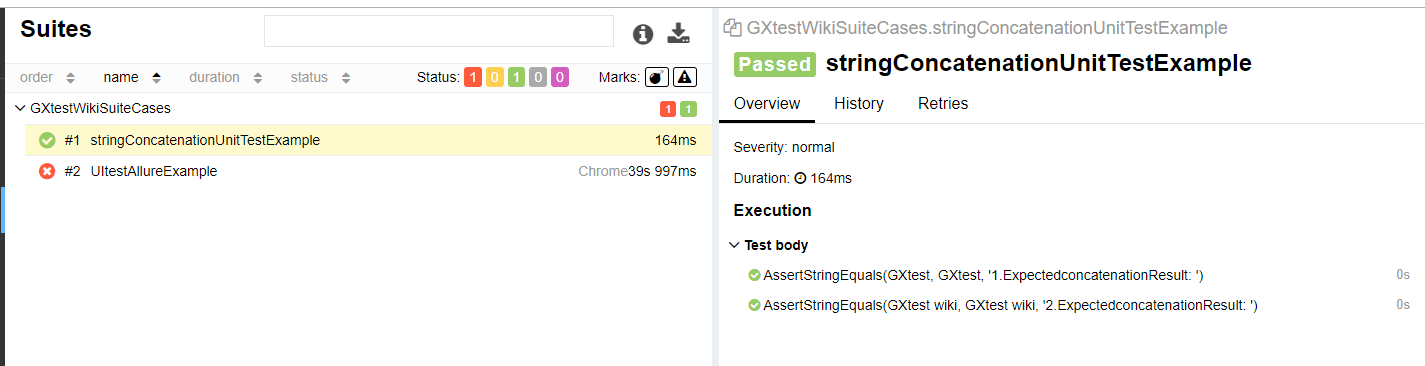 Suites
order name duration status Status: 1 0 1 0 0 Marks:
GXtestWikiSuiteCases 1 1
#1 stringConcatenationUnitTestExample 164ms
#2 UItestAllureExample Chrome39s 997ms
GXtestWikiSuiteCases.stringConcatenationUnitTestExample
Passed stringConcatenationUnitTestExample
Overview History Retries
Severity: normal
Duration: 164ms
Execution
Test body
AssertStringEquals(GXtest, GXtest, '1.ExpectedconcatenationResult: ') 0s
AssertStringEquals(GXtest wiki, GXtest wiki, '2.ExpectedconcatenationResult: ') 0s